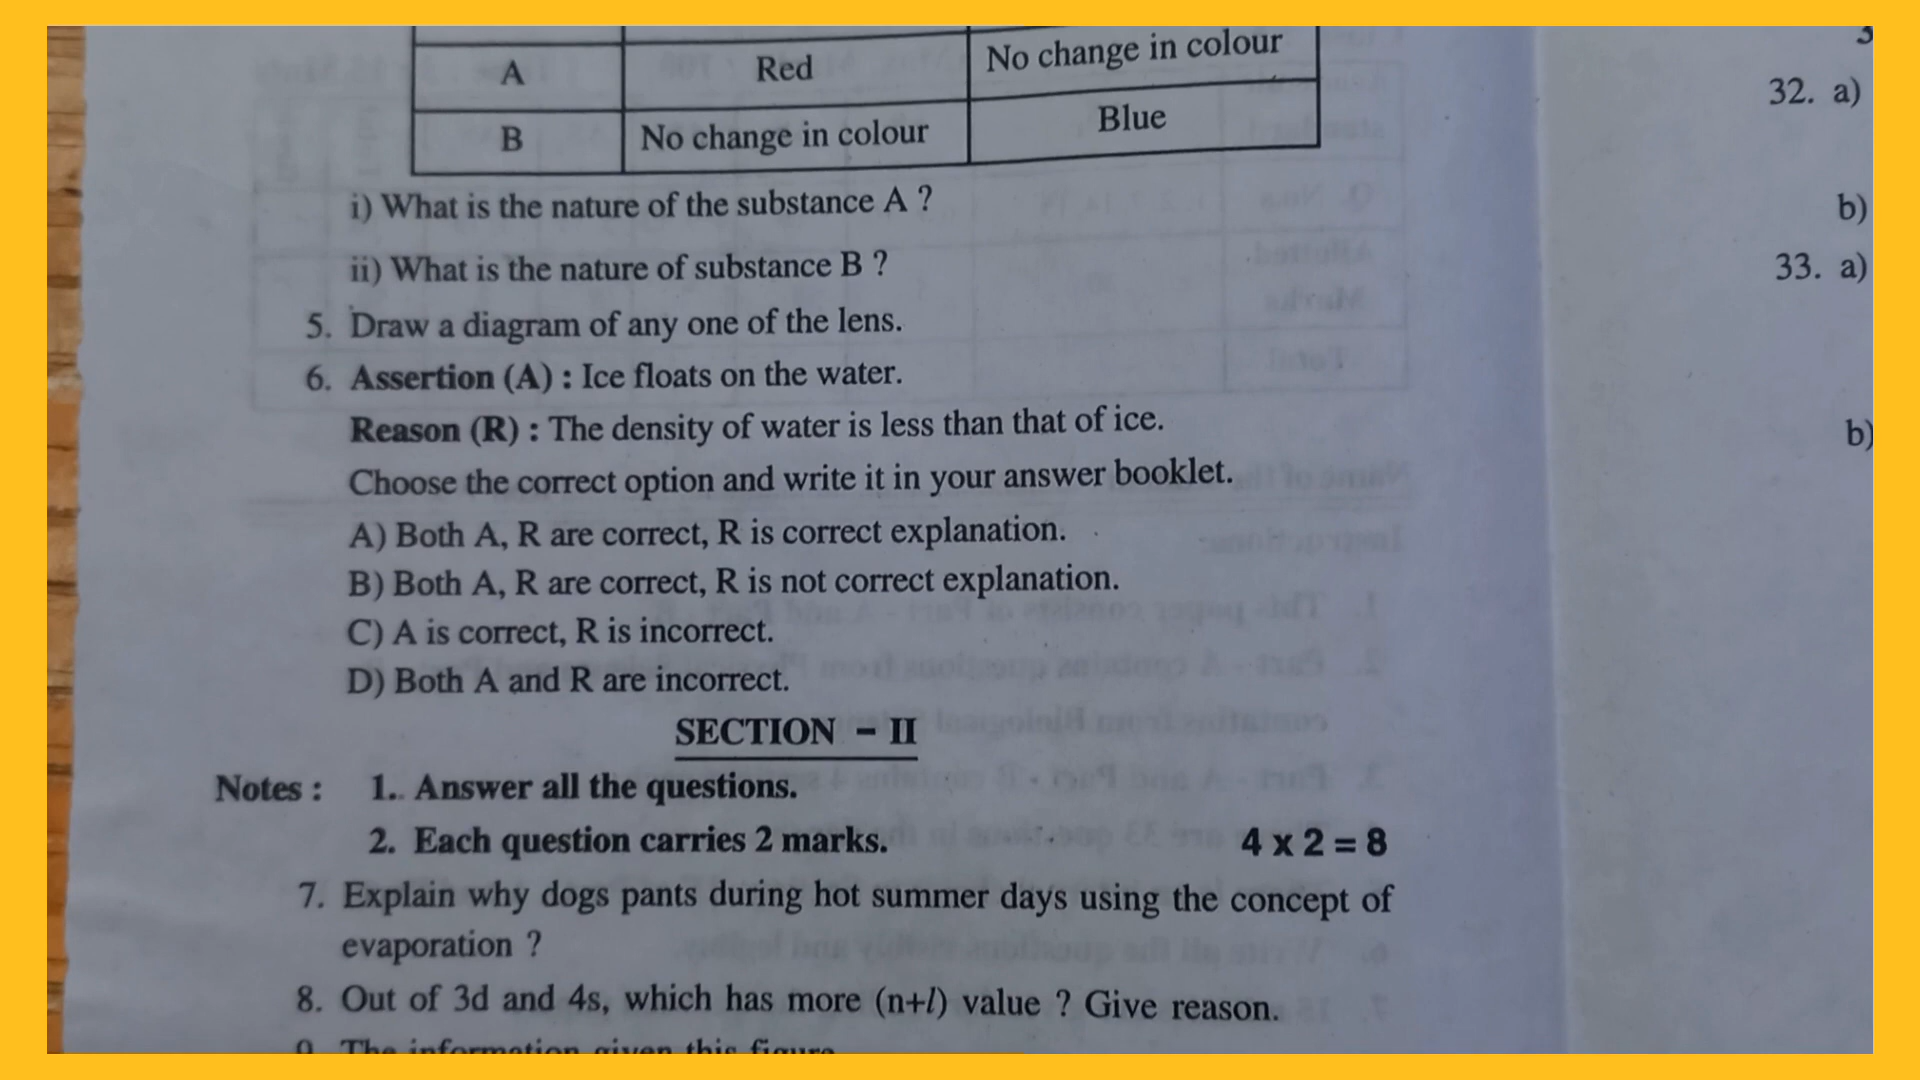 A Red No change in colour
B No change in colour Blue
i) What is the nature of the substance A ?
ii) What is the nature of substance B ?
5. Draw a diagram of any one of the lens.
6. Assertion (A) : Ice floats on the water.
Reason (R) : The density of water is less than that of ice.
Choose the correct option and write it in your answer booklet.
A) Both A, R are correct, R is correct explanation.
B) Both A, R are correct, R is not correct explanation.
C) A is correct, R is incorrect.
D) Both A and R are incorrect.
SECTION - II
Notes : 1. Answer all the questions.
2. Each question carries 2 marks. 4 x 2 = 8
7. Explain why dogs pants during hot summer days using the concept of
evaporation ?
8. Out of 3d and 4s, which has more (n+l) value ? Give reason.
9. The information given this figure
32. a)
b)
33. a)
b)